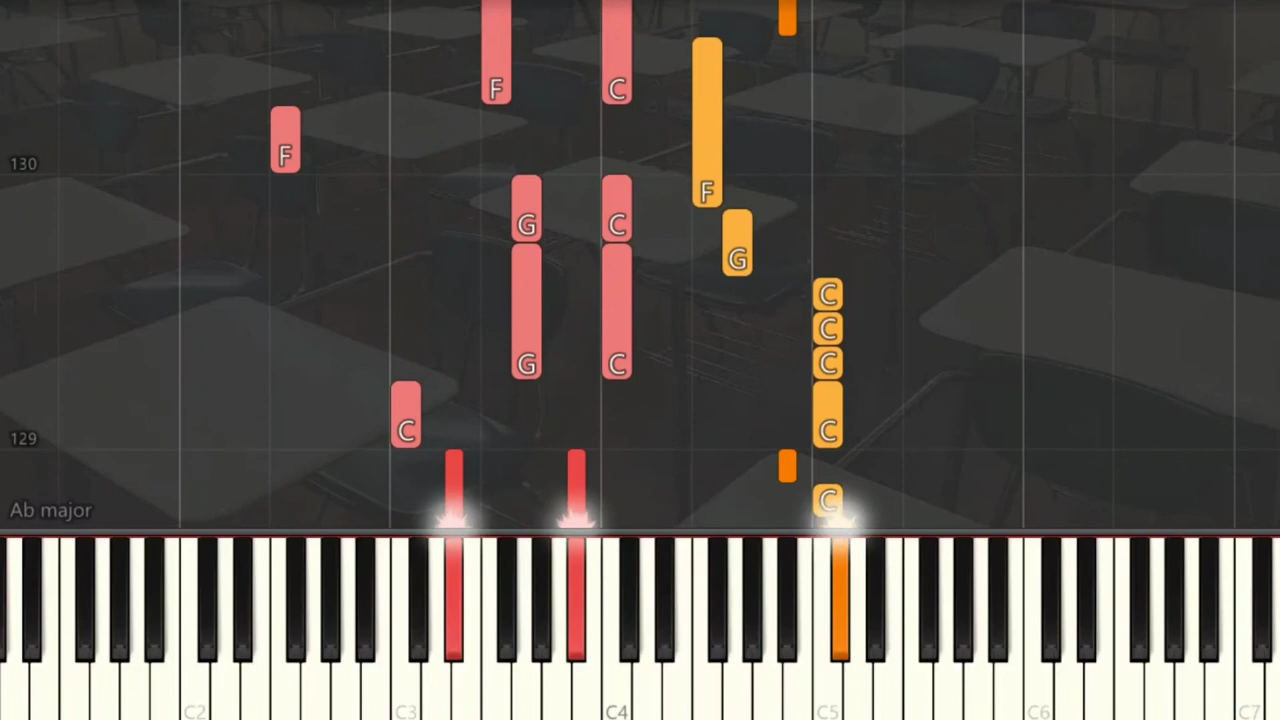 F C
F
130
F
G C
G
C
C
G C C
C C
129
Ab major
C
C2 C3 C4 C5 C6 C7